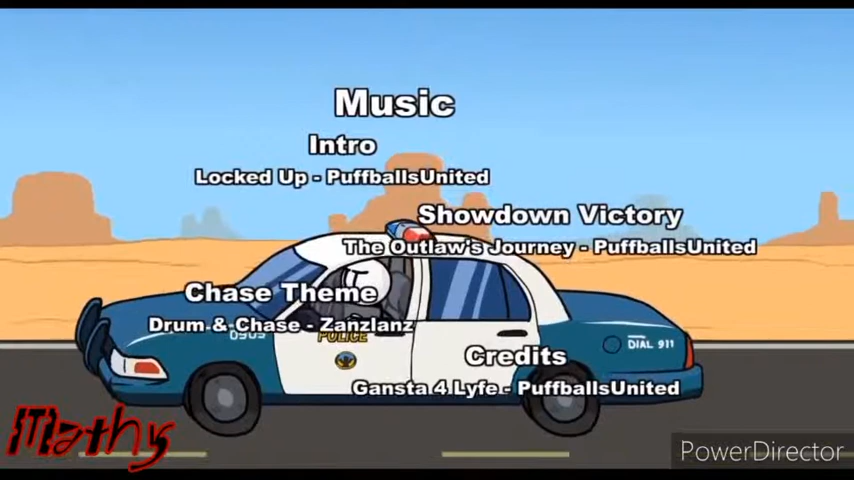 Music
Intro
Locked Up - PuffballsUnited
Showdown Victory
The Outlaw's Journey - PuffballsUnited
Chase Theme
Drum & Chase - Zanzlanz
0905
POLICE
DIAL 911
Credits
Gansta 4 Lyfe - PuffballsUnited
Mathy
PowerDirector